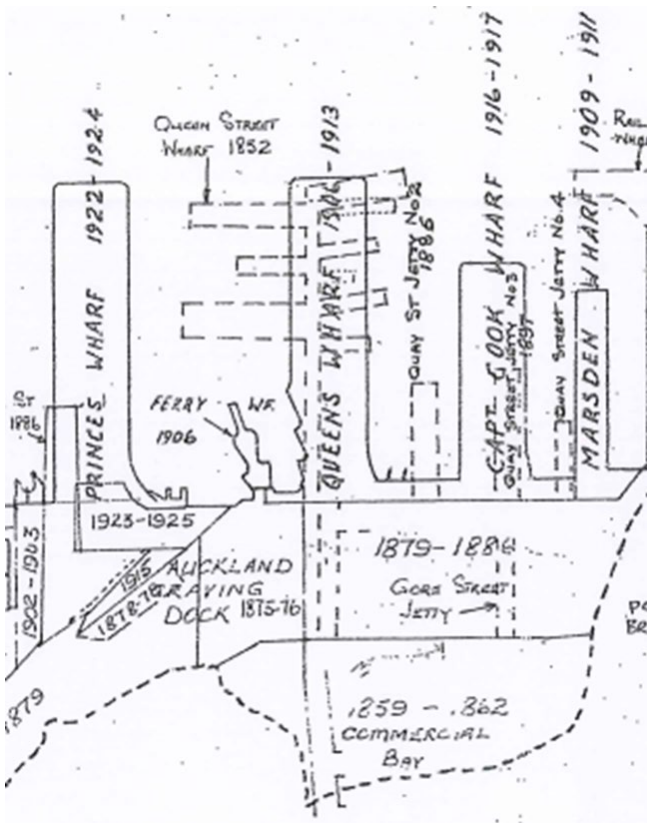 PRINCES WHARF 1922-1924
QUEEN STREET
WHARF 1852
QUEENS WHARF 1906-1913
QUAY ST JETTY No.2
1886
CAPT. COOK WHARF 1916-1917
QUAY STREET JETTY No3
1897
QUAY STREET JETTY No.4
MARSDEN WHARF 1909-1911
ST
1886
FERRY WF.
1906
1902-1903
1923-1925
1915
1878-79
AUCKLAND
GRAVING
DOCK 1875-76
1879-1886
GORE STREET
JETTY
1879
1859-1862
COMMERCIAL
BAY